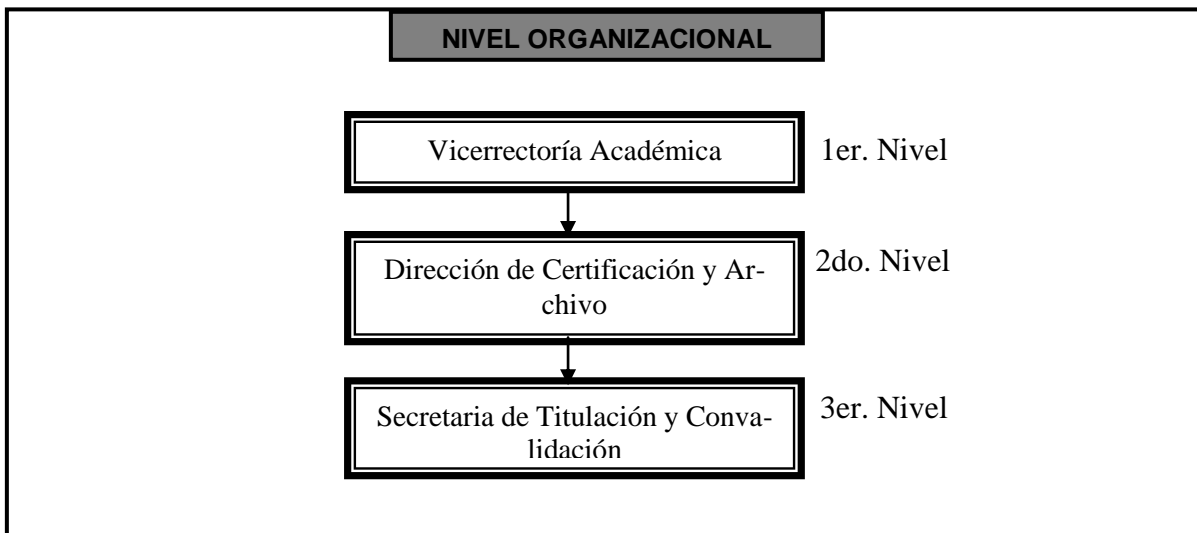 NIVEL ORGANIZACIONAL
Vicerrectoría Académica
1er. Nivel
Dirección de Certificación y Ar-
chivo
2do. Nivel
Secretaria de Titulación y Conva-
lidación
3er. Nivel